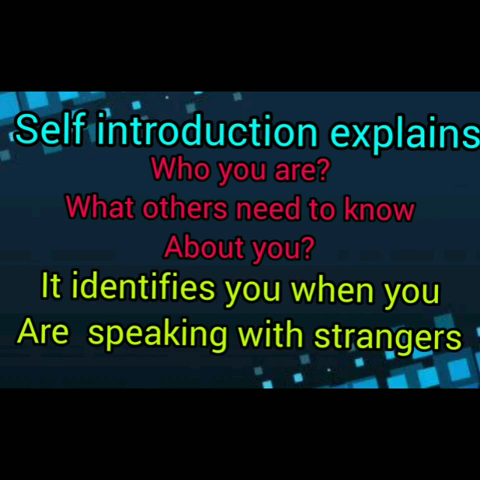 Self introduction explains
Who you are?
What others need to know
About you?
It identifies you when you
Are speaking with strangers